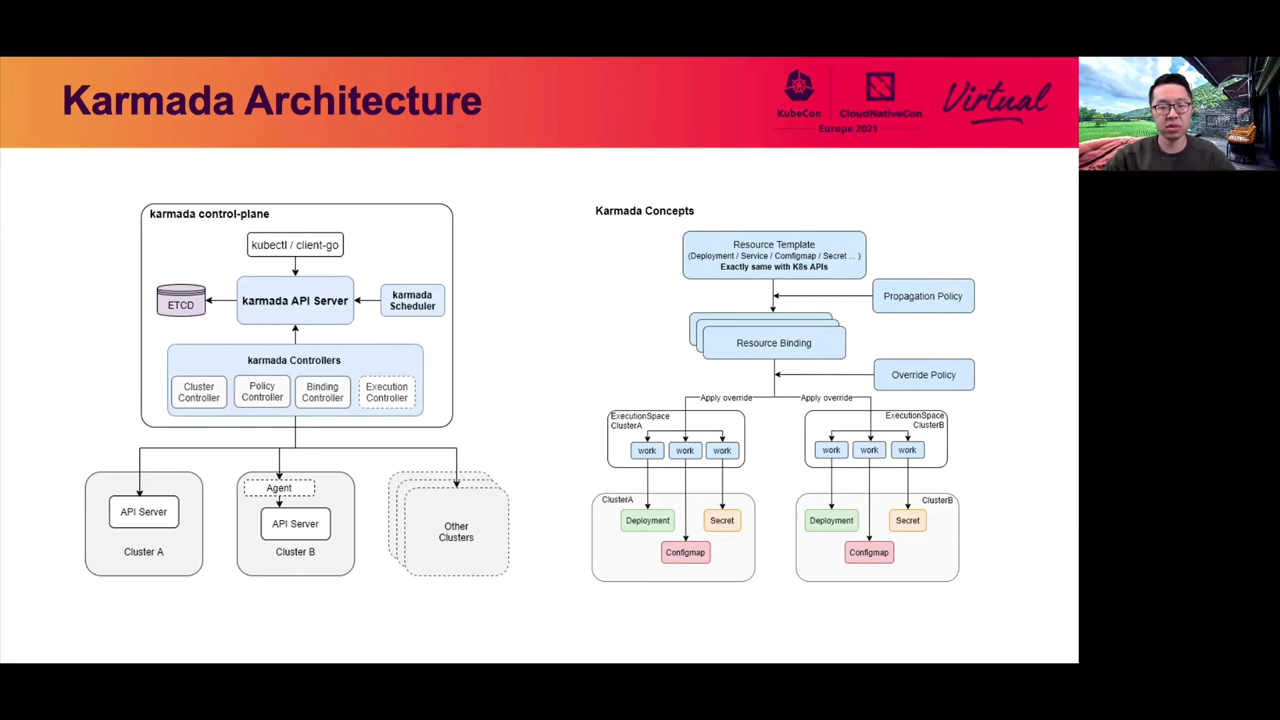 Karmada Architecture
KubeCon
CloudNativeCon
Europe 2021
Virtual
karmada control-plane
kubectl / client-go
ETCD
karmada API Server
karmada
Scheduler
karmada Controllers
Cluster
Controller
Policy
Controller
Binding
Controller
Execution
Controller
API Server
Cluster A
Agent
API Server
Cluster B
Other
Clusters
Karmada Concepts
Resource Template
(Deployment / Service / Configmap / Secret ... )
Exactly same with K8s APIs
Propagation Policy
Resource Binding
Override Policy
Apply override
Apply override
ExecutionSpace
ClusterA
work
work
work
ExecutionSpace
ClusterB
work
work
work
ClusterA
Deployment
Secret
Configmap
ClusterB
Deployment
Secret
Configmap